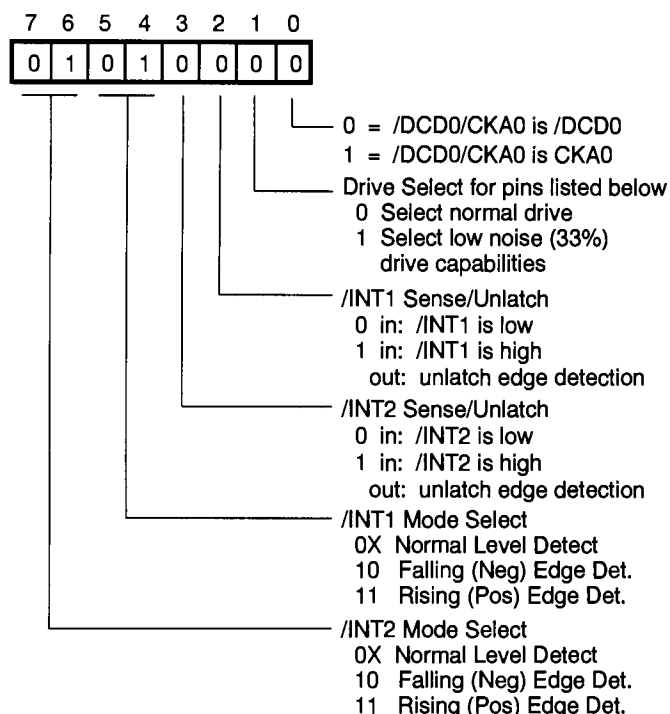 7 6 5 4 3 2 1 0
0 1 0 1 0 0 0 0
0 = /DCD0/CKA0 is /DCD0
1 = /DCD0/CKA0 is CKA0
Drive Select for pins listed below
0 Select normal drive
1 Select low noise (33%)
drive capabilities
/INT1 Sense/Unlatch
0 in: /INT1 is low
1 in: /INT1 is high
out: unlatch edge detection
/INT2 Sense/Unlatch
0 in: /INT2 is low
1 in: /INT2 is high
out: unlatch edge detection
/INT1 Mode Select
0X Normal Level Detect
10 Falling (Neg) Edge Det.
11 Rising (Pos) Edge Det.
/INT2 Mode Select
0X Normal Level Detect
10 Falling (Neg) Edge Det.
11 Rising (Pos) Edge Det.